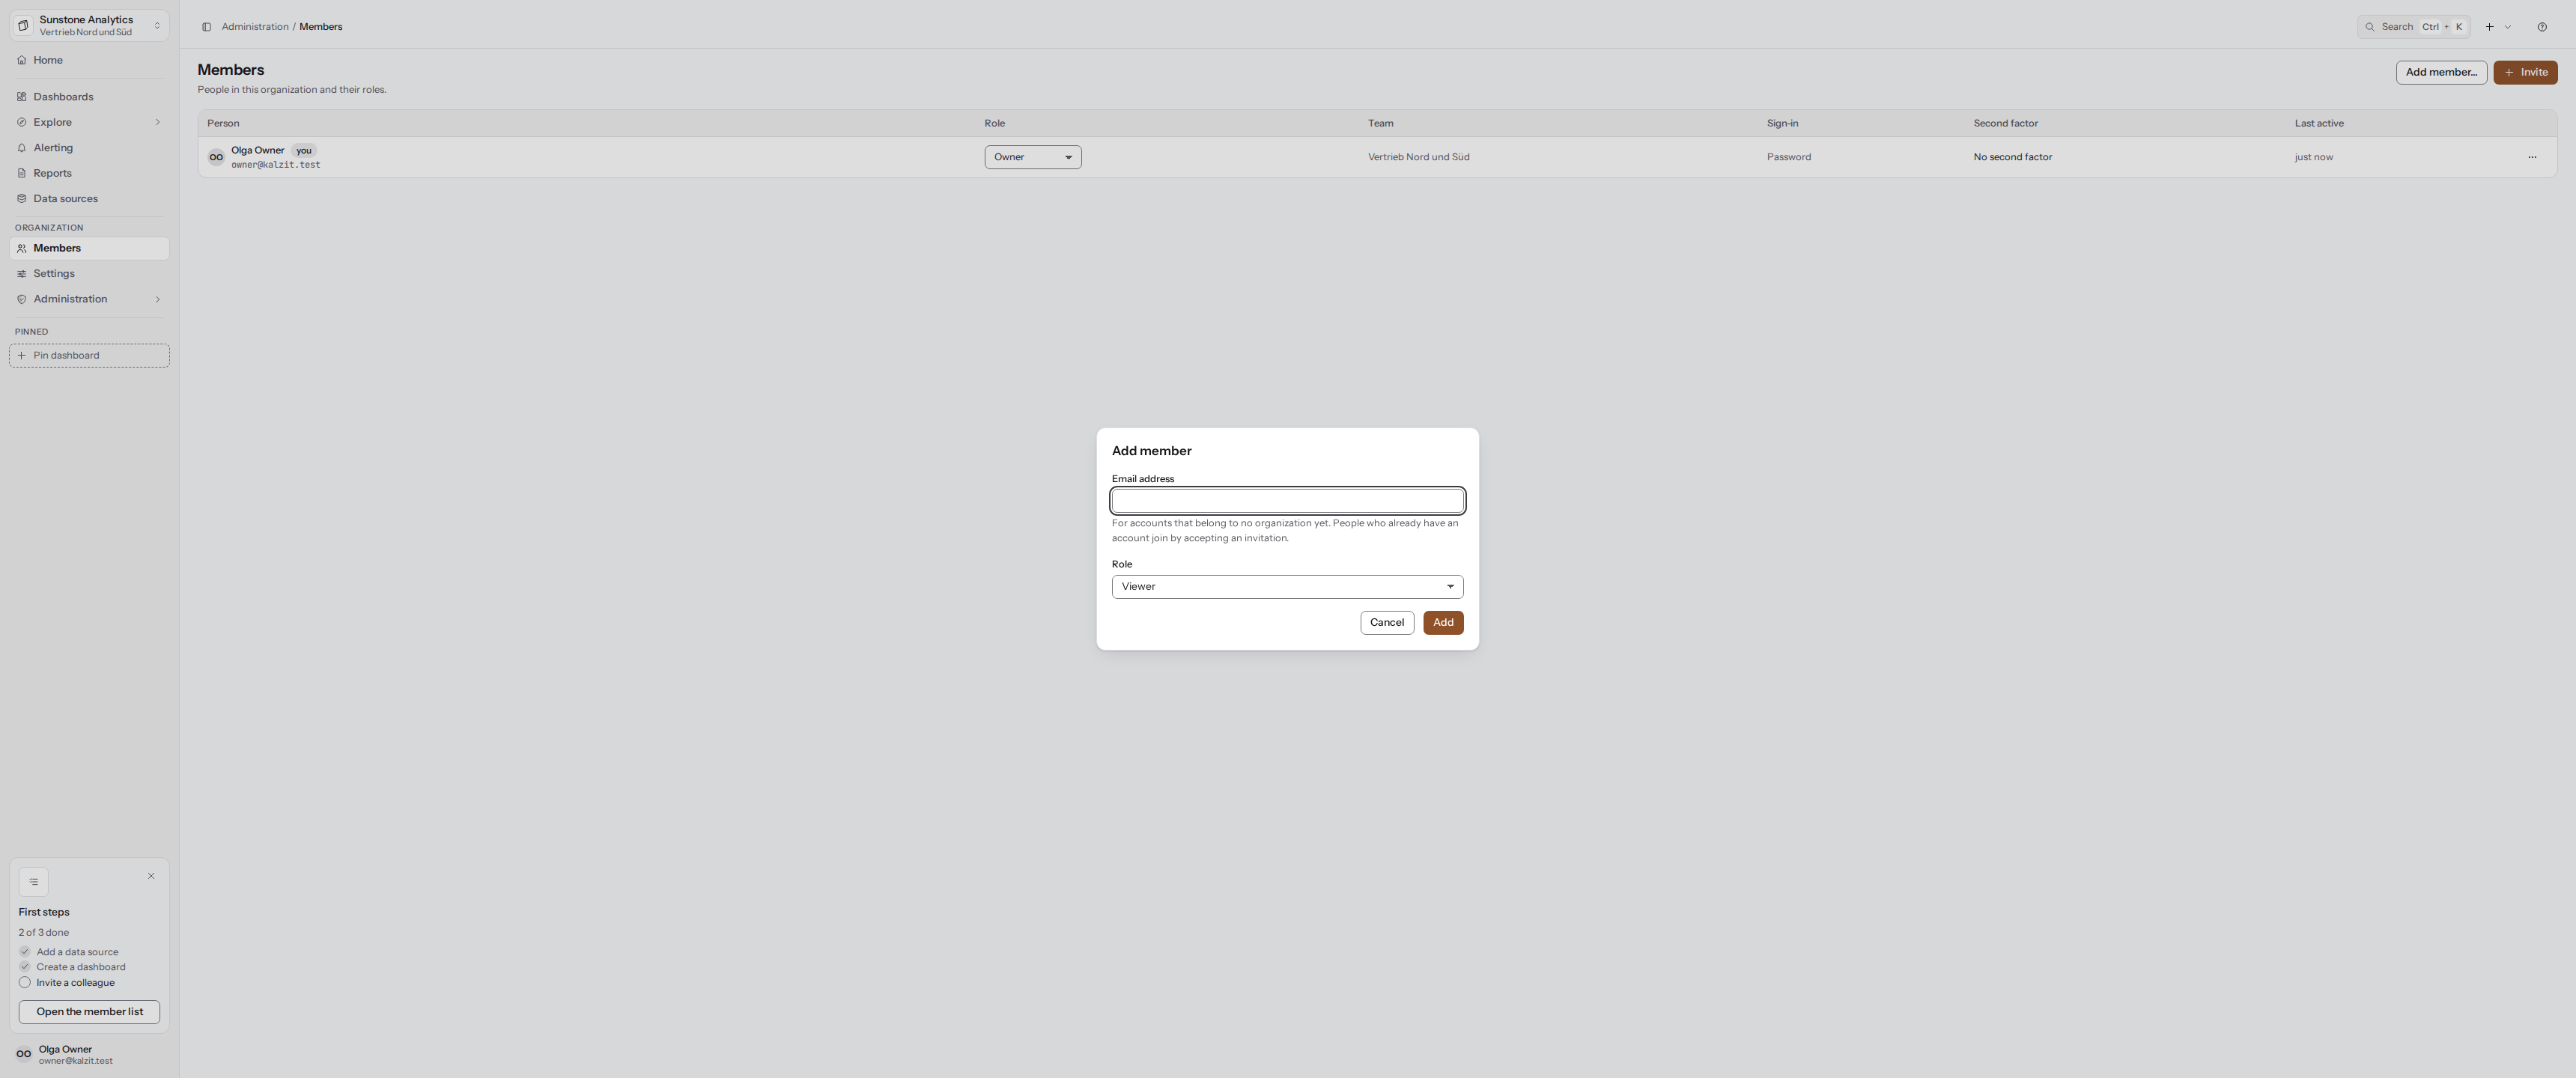 Sunstone Analytics
Vertrieb Nord und Süd
Home
Dashboards
Explore
Alerting
Reports
Data sources
ORGANIZATION
Members
Settings
Administration
PINNED
Pin dashboard
First steps
2 of 3 done
Add a data source
Create a dashboard
Invite a colleague
Open the member list
OO
Olga Owner
owner@kalzit.test
Administration / Members
Search Ctrl + K
Members
People in this organization and their roles.
Add member...
Invite
Person Role Team Sign-in Second factor Last active
OO Olga Owner you
owner@kalzit.test
Owner Vertrieb Nord und Süd Password No second factor just now
Add member
Email address
For accounts that belong to no organization yet. People who already have an
account join by accepting an invitation.
Role
Viewer
Cancel Add